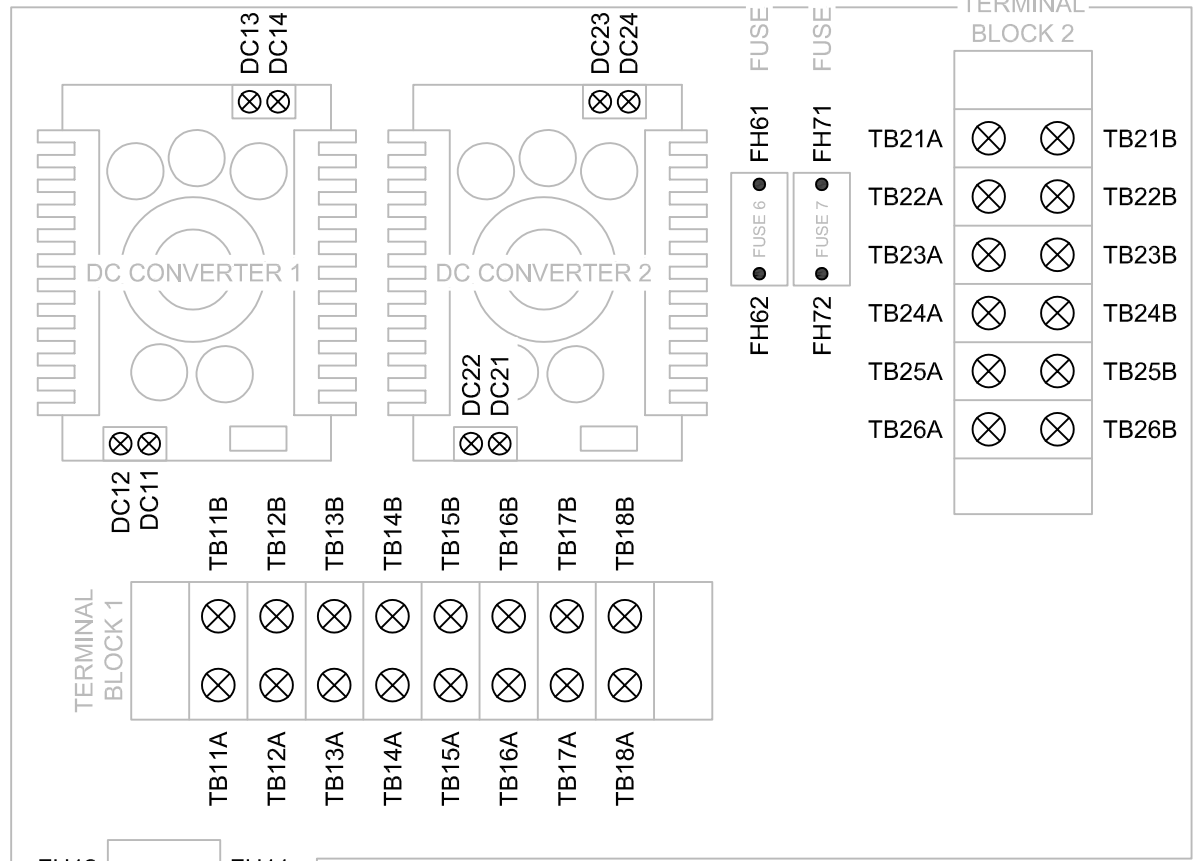 DC13
DC14
DC23
DC24
FUSE
FUSE
TERMINAL
BLOCK 2
FH61
FH71
TB21A
TB21B
TB22A
TB22B
FUSE 6
FUSE 7
TB23A
TB23B
DC CONVERTER 1
DC CONVERTER 2
FH62
FH72
TB24A
TB24B
DC22
DC21
TB25A
TB25B
TB26A
TB26B
DC12
DC11
TB11B
TB12B
TB13B
TB14B
TB15B
TB16B
TB17B
TB18B
TERMINAL
BLOCK 1
TB11A
TB12A
TB13A
TB14A
TB15A
TB16A
TB17A
TB18A